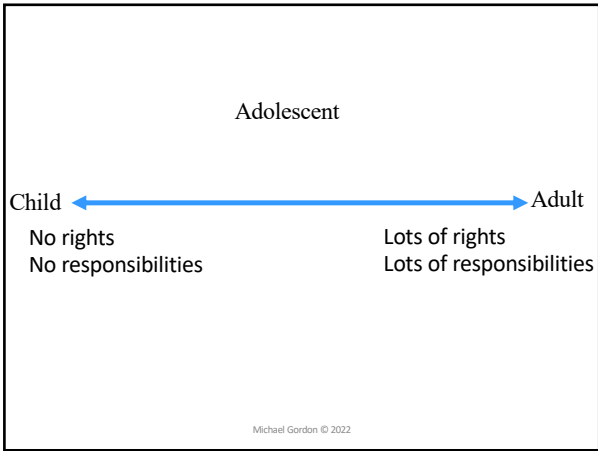 Adolescent
Child
Adult
No rights
No responsibilities
Lots of rights
Lots of responsibilities
Michael Gordon © 2022